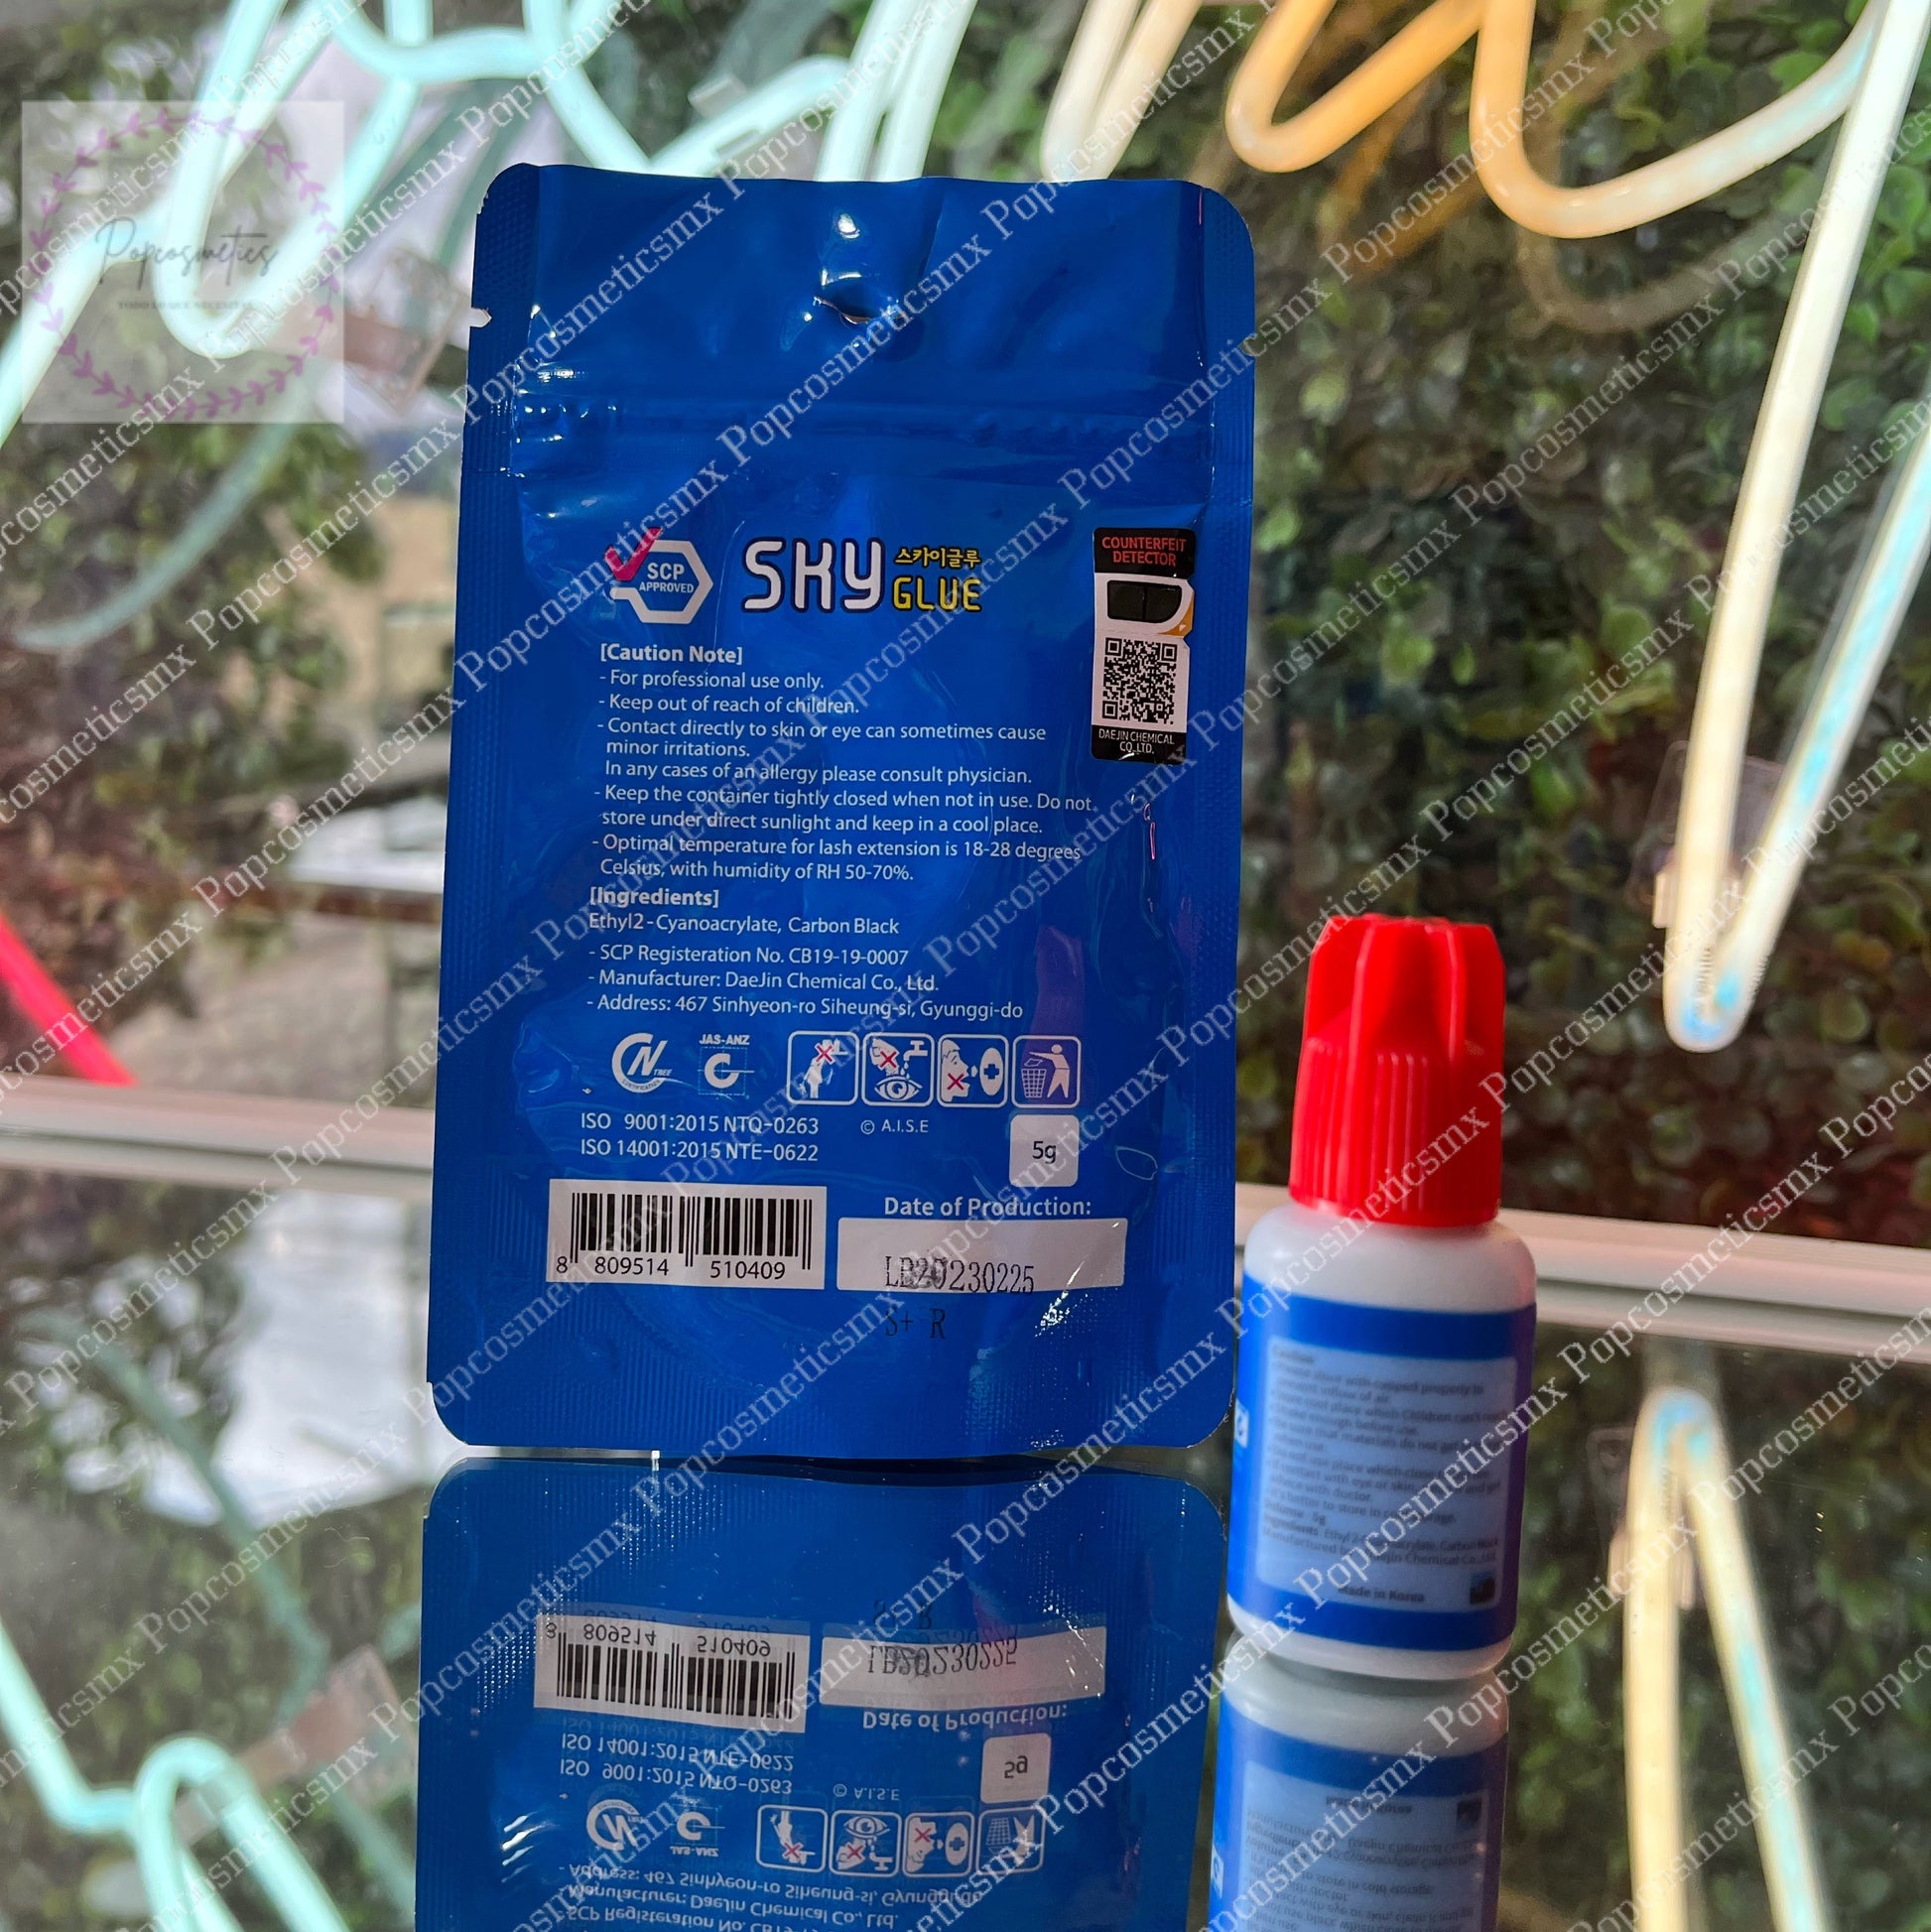 Popcosmetics
SCP
APPROVED
SKY 스카이글루
GLUE
COUNTERFEIT
DETECTOR
DAEJIN CHEMICAL
CO.,LTD.
[Caution Note]
- For professional use only.
- Keep out of reach of children.
- Contact directly to skin or eye can sometimes cause
minor irritations.
In any cases of an allergy please consult physician.
- Keep the container tightly closed when not in use. Do not
store under direct sunlight and keep in a cool place.
- Optimal temperature for lash extension is 18-28 degrees
Celsius, with humidity of RH 50-70%.
[Ingredients]
Ethyl2-Cyanoacrylate, Carbon Black
- SCP Registeration No. CB19-19-0007
- Manufacturer: DaeJin Chemical Co., Ltd.
- Address: 467 Sinhyeon-ro Siheung-si, Gyunggi-do
JAS-ANZ
ISO 9001:2015 NTQ-0263
© A.I.S.E
ISO 14001:2015 NTE-0622
5g
Date of Production:
8 809514 510409
LB20230225
S+ R
Made in Korea
Popcosmeticsmx